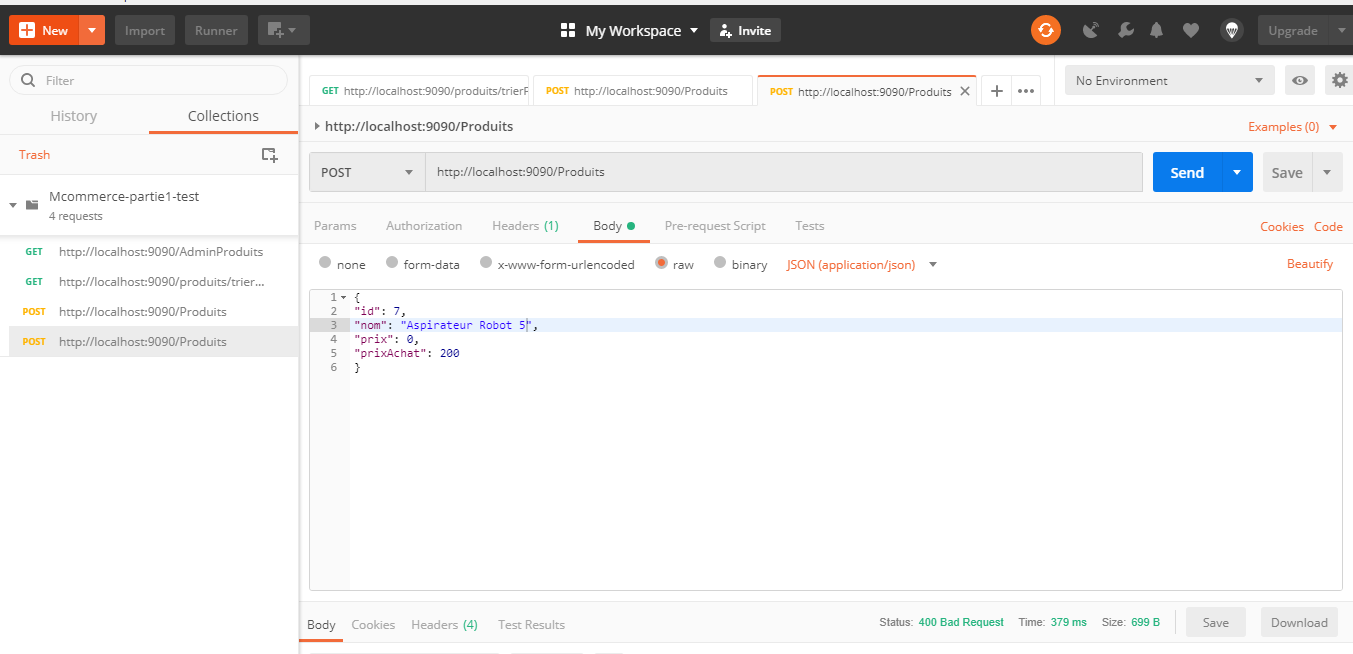 New
Import
Runner
My Workspace
Invite
Upgrade
Filter
History
Collections
Trash
Mcommerce-partie1-test
4 requests
GET http://localhost:9090/AdminProduits
GET http://localhost:9090/produits/trier...
POST http://localhost:9090/Produits
POST http://localhost:9090/Produits
GET http://localhost:9090/produits/trierP
POST http://localhost:9090/Produits
POST http://localhost:9090/Produits
No Environment
http://localhost:9090/Produits
Examples (0)
POST
http://localhost:9090/Produits
Send
Save
Params
Authorization
Headers (1)
Body
Pre-request Script
Tests
Cookies
Code
none
form-data
x-www-form-urlencoded
raw
binary
JSON (application/json)
Beautify
1 {
2 "id": 7,
3 "nom": "Aspirateur Robot 5",
4 "prix": 0,
5 "prixAchat": 200
6 }
Body
Cookies
Headers (4)
Test Results
Status: 400 Bad Request
Time: 379 ms
Size: 699 B
Save
Download